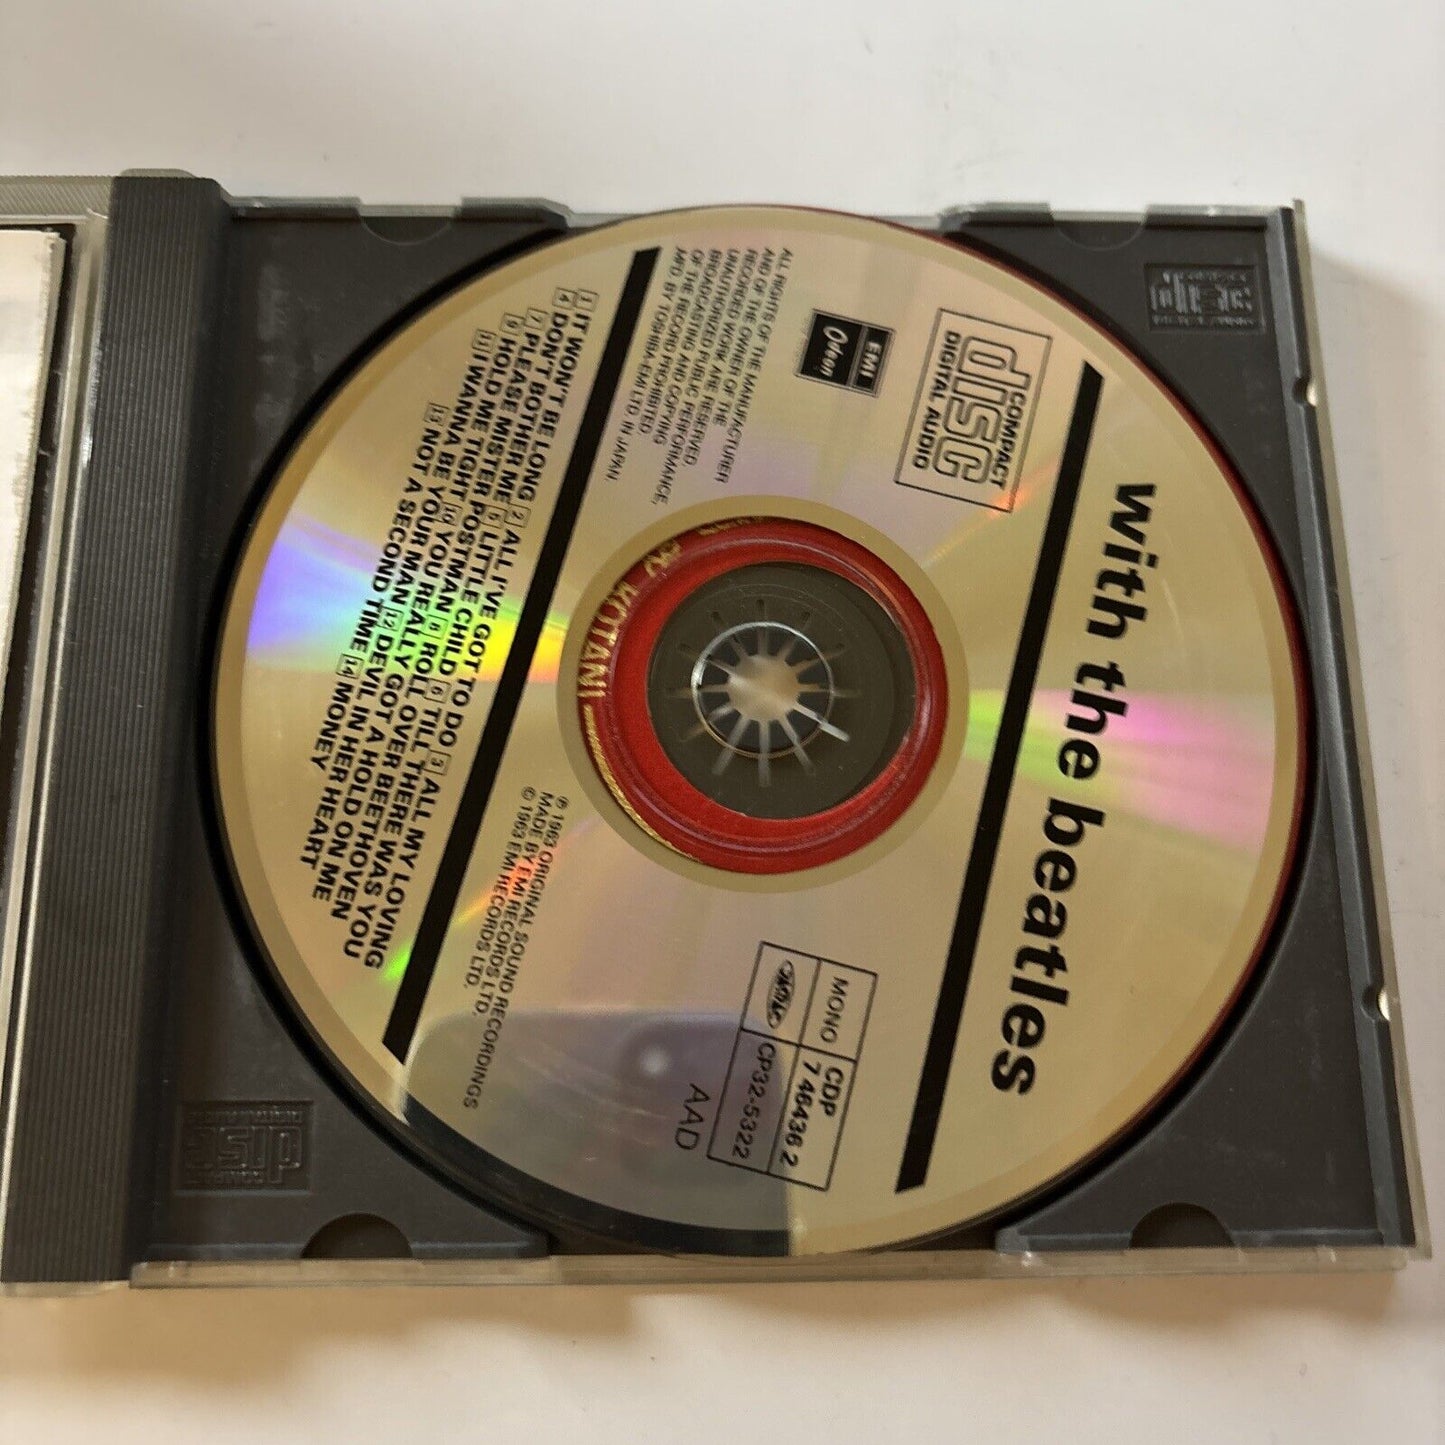 with the beatles
COMPACT
disc
DIGITAL AUDIO
EMI
Odeon
ALL RIGHTS OF THE MANUFACTURER
AND OF THE OWNER OF THE
RECORDED WORK ARE RESERVED
UNAUTHORIZED PUBLIC PERFORMANCE,
BROADCASTING AND COPYING
OF THE RECORD PROHIBITED.
MFD. BY TOSHIBA-EMI LTD. IN JAPAN.
MONO
CDP
7 46436 2
CP32-5322
AAD
KOTANI
℗ 1963 ORIGINAL SOUND RECORDINGS
MADE BY EMI RECORDS LTD.
© 1963 EMI RECORDS LTD.
1 IT WON'T BE LONG 2 ALL I'VE GOT TO DO 3 ALL MY LOVING
4 DON'T BOTHER ME 5 LITTLE CHILD 6 TILL THERE WAS YOU
7 PLEASE MISTER POSTMAN 8 ROLL OVER BEETHOVEN
9 HOLD ME TIGHT 10 YOU REALLY GOT A HOLD ON ME
11 I WANNA BE YOUR MAN 12 DEVIL IN HER HEART
13 NOT A SECOND TIME 14 MONEY
COMPACT
disc